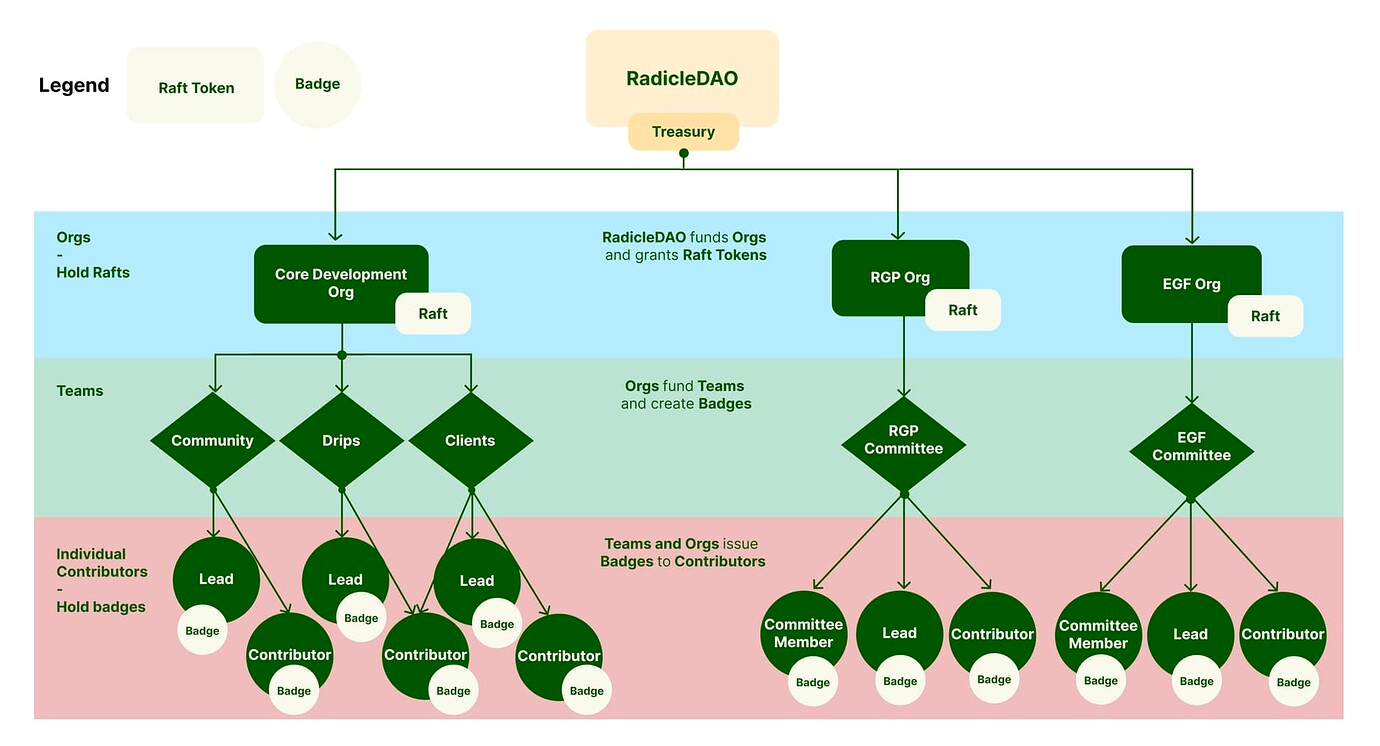 Legend
Raft Token
Badge
RadicleDAO
Treasury
Orgs
-
Hold Rafts
RadicleDAO funds Orgs
and grants Raft Tokens
Core Development
Org
Raft
RGP Org
Raft
EGF Org
Raft
Teams
Orgs fund Teams
and create Badges
Community
Drips
Clients
RGP
Committee
EGF
Committee
Individual
Contributors
-
Hold badges
Teams and Orgs issue
Badges to Contributors
Lead
Badge
Contributor
Badge
Lead
Badge
Contributor
Badge
Lead
Badge
Contributor
Badge
Committee
Member
Badge
Lead
Badge
Contributor
Badge
Committee
Member
Badge
Lead
Badge
Contributor
Badge